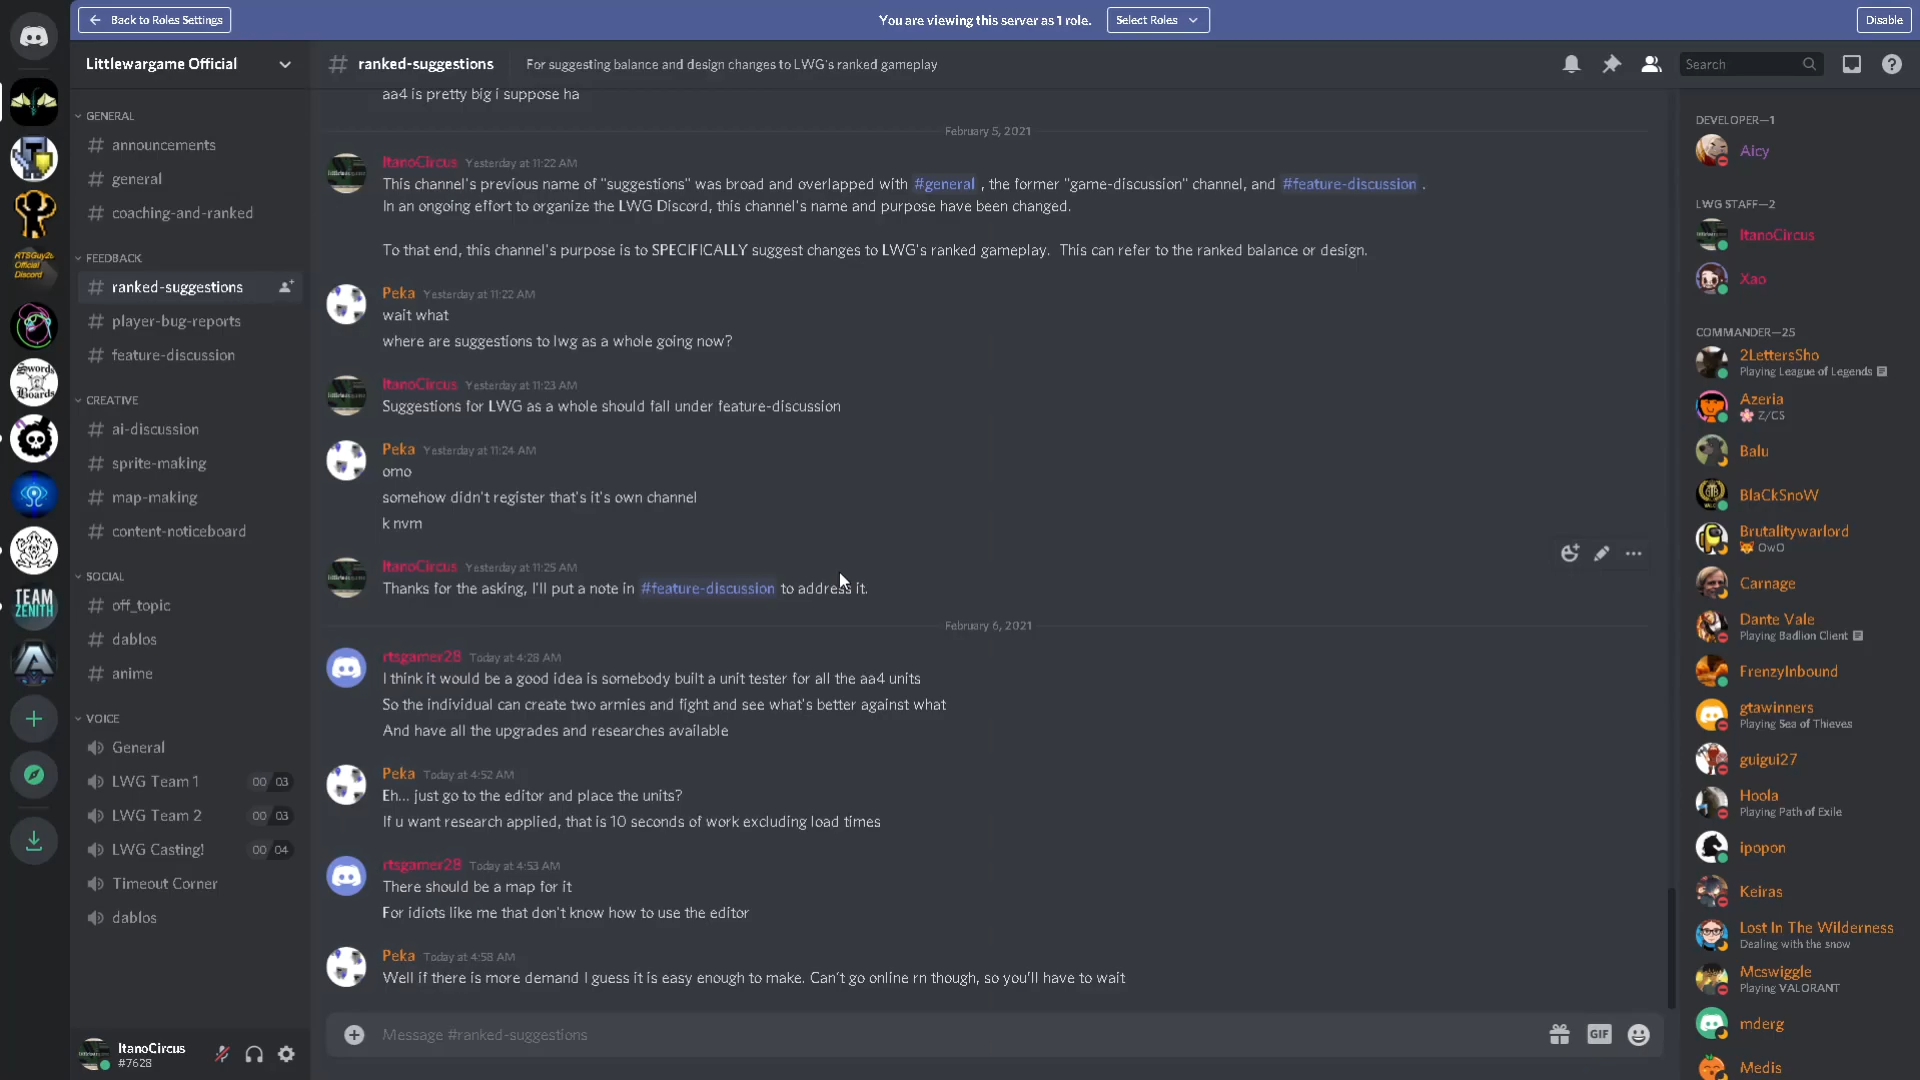 Back to Roles Settings
You are viewing this server as 1 role.
Select Roles
Disable
Littlewargame Official
ranked-suggestions
For suggesting balance and design changes to LWG's ranked gameplay
Search
GENERAL
announcements
general
coaching-and-ranked
FEEDBACK
ranked-suggestions
player-bug-reports
feature-discussion
CREATIVE
ai-discussion
sprite-making
map-making
content-noticeboard
SOCIAL
off_topic
dablos
anime
VOICE
General
LWG Team 1 00 03
LWG Team 2 00 03
LWG Casting! 00 04
Timeout Corner
dablos
ItanoCircus
#7628
RTSGuy2b
Official
Discord
Swords
Boards
TEAM
ZENITH
aa4 is pretty big i suppose ha
February 5, 2021
ItanoCircus Yesterday at 11:22 AM
This channel's previous name of "suggestions" was broad and overlapped with #general , the former "game-discussion" channel, and #feature-discussion .
In an ongoing effort to organize the LWG Discord, this channel's name and purpose have been changed.
To that end, this channel's purpose is to SPECIFICALLY suggest changes to LWG's ranked gameplay. This can refer to the ranked balance or design.
Peka Yesterday at 11:22 AM
wait what
where are suggestions to lwg as a whole going now?
ItanoCircus Yesterday at 11:23 AM
Suggestions for LWG as a whole should fall under feature-discussion
Peka Yesterday at 11:24 AM
omo
somehow didn't register that's it's own channel
k nvm
ItanoCircus Yesterday at 11:25 AM
Thanks for the asking, I'll put a note in #feature-discussion to address it.
February 6, 2021
rtsgamer28 Today at 4:28 AM
I think it would be a good idea is somebody built a unit tester for all the aa4 units
So the individual can create two armies and fight and see what's better against what
And have all the upgrades and researches available
Peka Today at 4:52 AM
Eh... just go to the editor and place the units?
If u want research applied, that is 10 seconds of work excluding load times
rtsgamer28 Today at 4:53 AM
There should be a map for it
For idiots like me that don't know how to use the editor
Peka Today at 4:58 AM
Well if there is more demand I guess it is easy enough to make. Can't go online rn though, so you'll have to wait
Message #ranked-suggestions
GIF
DEVELOPER—1
Aicy
LWG STAFF—2
ItanoCircus
Xao
COMMANDER—25
2LettersSho
Playing League of Legends
Azeria
Z/CS
Balu
BlaCkSnoW
Brutalitywarlord
OwO
Carnage
Dante Vale
Playing Badlion Client
FrenzyInbound
gtawinners
Playing Sea of Thieves
guigui27
Hoola
Playing Path of Exile
ipopon
Keiras
Lost In The Wilderness
Dealing with the snow
Mcswiggle
Playing VALORANT
mderg
Medis